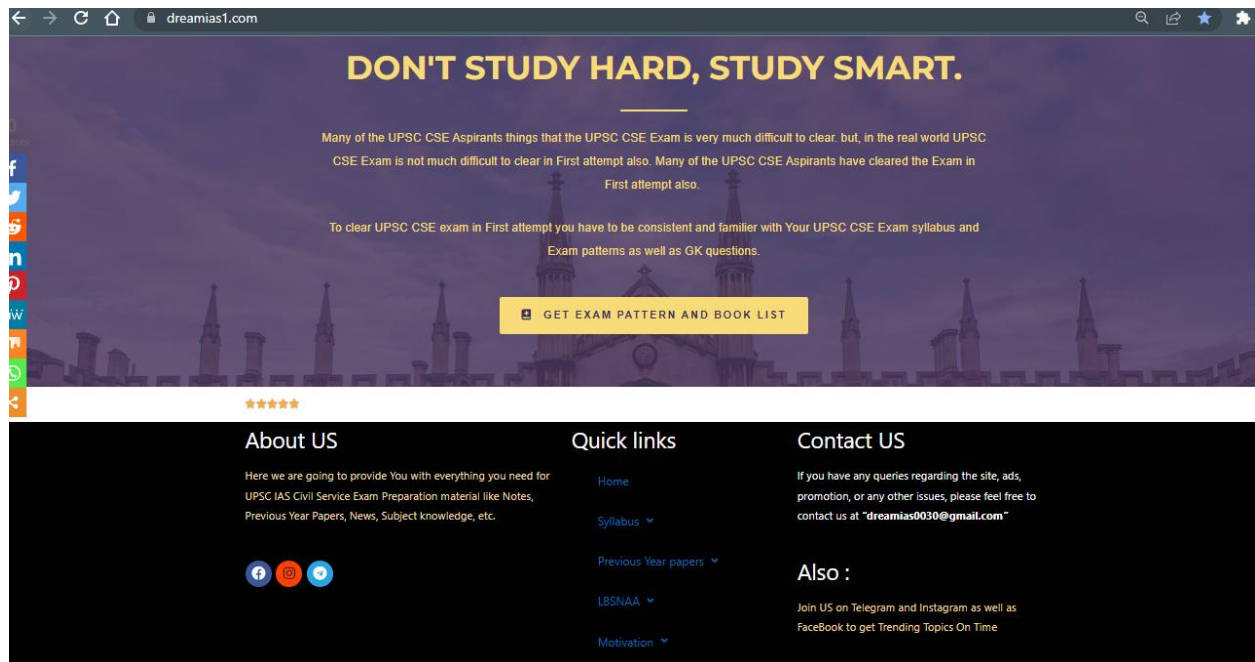 dreamias1.com
DON'T STUDY HARD, STUDY SMART.
Many of the UPSC CSE Aspirants things that the UPSC CSE Exam is very much difficult to clear. but, in the real world UPSC
CSE Exam is not much difficult to clear in First attempt also. Many of the UPSC CSE Aspirants have cleared the Exam in
First attempt also.
To clear UPSC CSE exam in First attempt you have to be consistent and familier with Your UPSC CSE Exam syllabus and
Exam patterns as well as GK questions.
GET EXAM PATTERN AND BOOK LIST
About US
Here we are going to provide You with everything you need for
UPSC IAS Civil Service Exam Preparation material like Notes,
Previous Year Papers, News, Subject knowledge, etc.
Quick links
Home
Syllabus
Previous Year papers
LBSNAA
Motivation
Contact US
If you have any queries regarding the site, ads,
promotion, or any other issues, please feel free to
contact us at "dreamias0030@gmail.com"
Also :
Join US on Telegram and Instagram as well as
FaceBook to get Trending Topics On Time